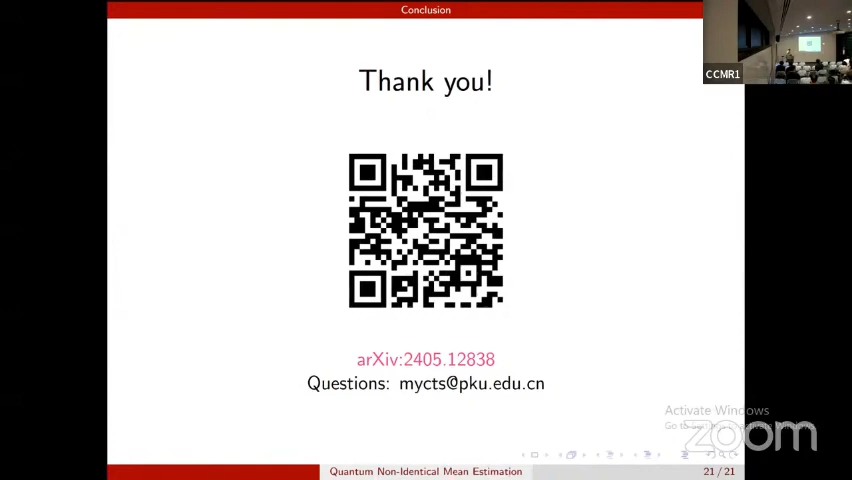 Conclusion
CCMR1
Thank you!
arXiv:2405.12838
Questions: mycts@pku.edu.cn
Activate Windows
zoom
Quantum Non-Identical Mean Estimation
21 / 21